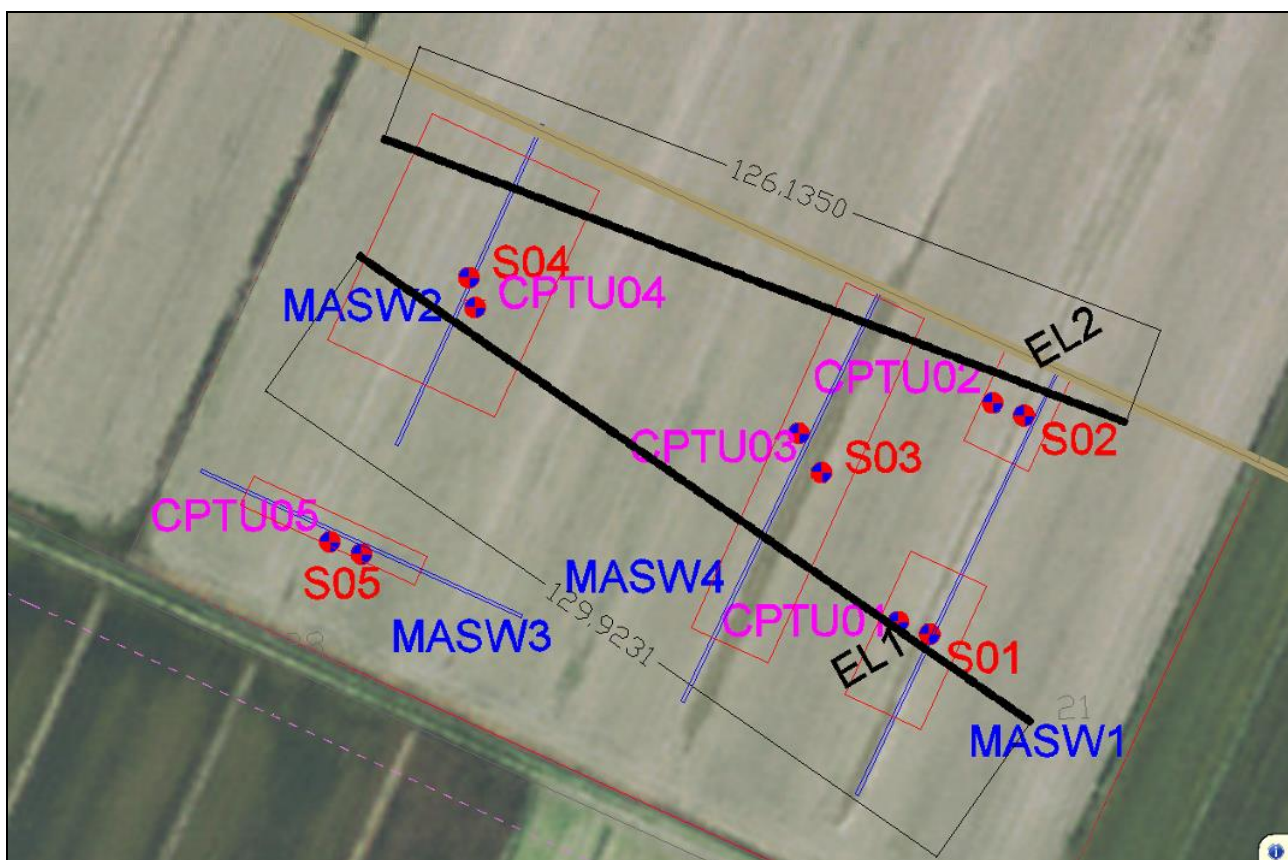 126,1350
EL2
S04
CPTU04
MASW2
CPTU02
S02
CPTU03
S03
CPTU05
S05
MASW4
MASW3
129,9231
CPTU01
EL1
S01
21
MASW1